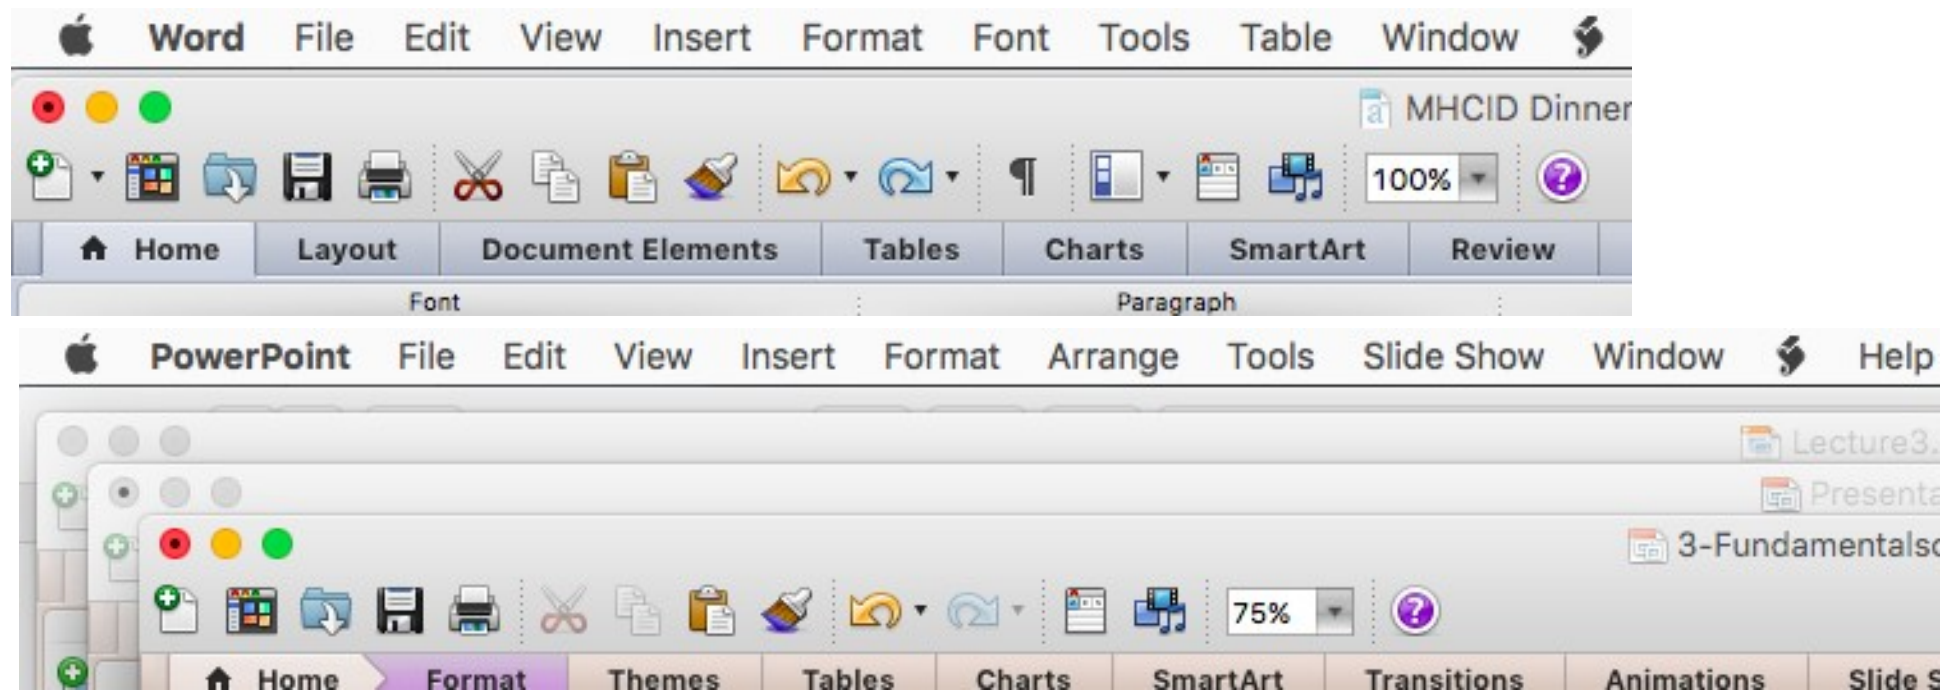 Word File Edit View Insert Format Font Tools Table Window
MHCID Dinner
100%
Home Layout Document Elements Tables Charts SmartArt Review
Font Paragraph
PowerPoint File Edit View Insert Format Arrange Tools Slide Show Window Help
Lecture3.
Presenta
3-Fundamentals
75%
Home Format Themes Tables Charts SmartArt Transitions Animations Slide S